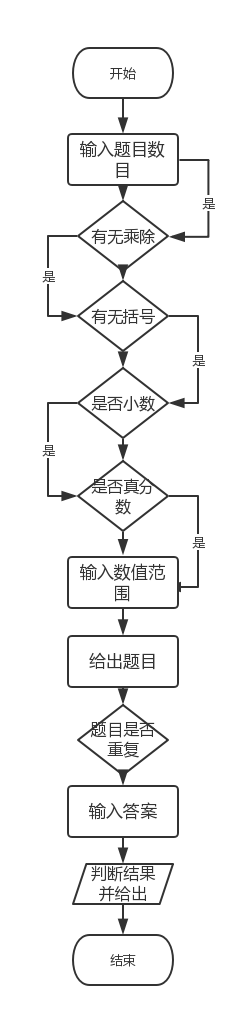 开始
输入题目数
目
是
有无乘除
是
有无括号
是
是否小数
是
是否真分
数
是
输入数值范
围
给出题目
题目是否
重复
输入答案
判断结果
并给出
结束